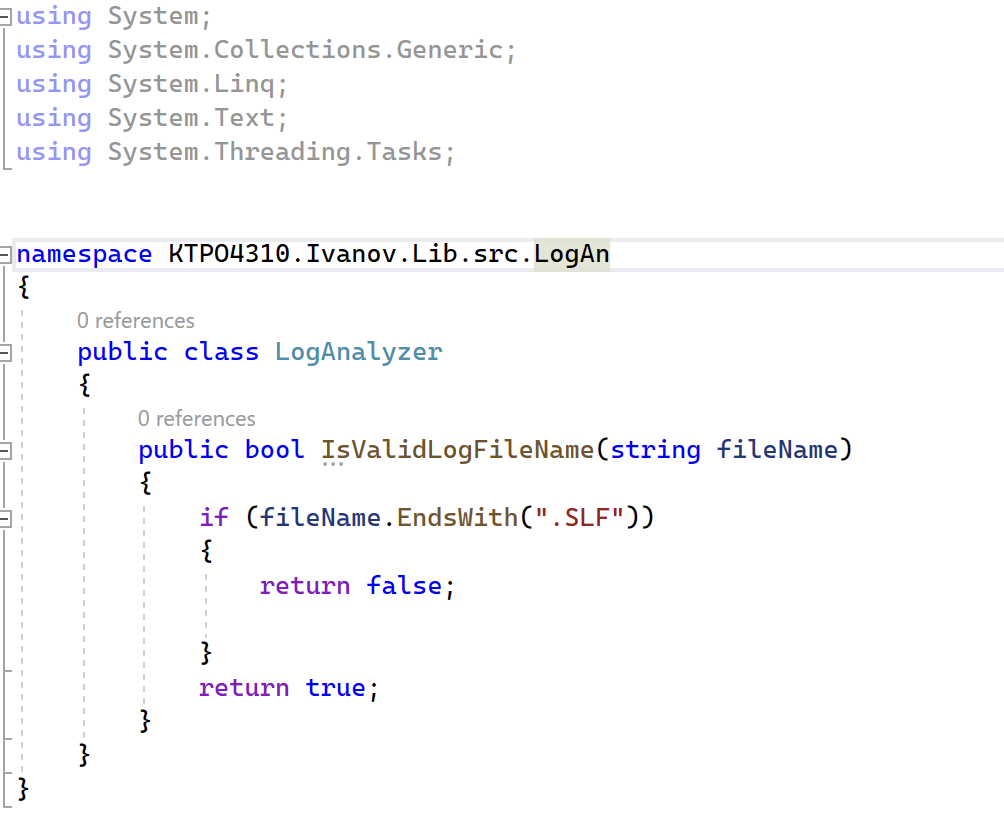 using System;
using System.Collections.Generic;
using System.Linq;
using System.Text;
using System.Threading.Tasks;
namespace KTPO4310.Ivanov.Lib.src.LogAn
{
0 references
public class LogAnalyzer
{
0 references
public bool IsValidLogFileName(string fileName)
{
if (fileName.EndsWith(".SLF"))
{
return false;
}
return true;
}
}
}